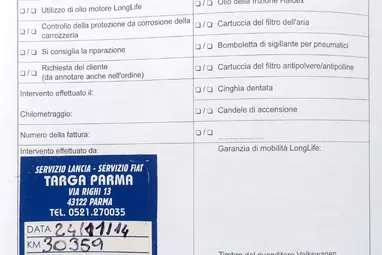 ❑ / ❑ Utilizzo di olio motore LongLife
❑ / ❑ Controllo della protezione da corrosione della
carrozzeria
❑ / ❑ Si consiglia la riparazione
❑ / ❑ Richiesta del cliente
(da annotare anche nell'ordine)
Intervento effettuato il:
Chilometraggio:
Numero della fattura:
Intervento effettuato da:
SERVIZIO LANCIA - SERVIZIO FIAT
TARGA PARMA
VIA RIGHI 13
43122 PARMA
TEL. 0521.270035
DATA 24/11/14
KM 30359
❑ / ❑ Olio della frizione Haldex
❑ / ❑ Cartuccia del filtro dell'aria
❑ / ❑ Bomboletta di sigillante per pneumatici
❑ / ❑ Cartuccia del filtro antipolvere/antipolline
❑ / ❑ Cinghia dentata
❑ / ❑ Candele di accensione
❑ / ❑ ..............................
Garanzia di mobilità LongLife:
Timbro del rivenditore Volkswagen